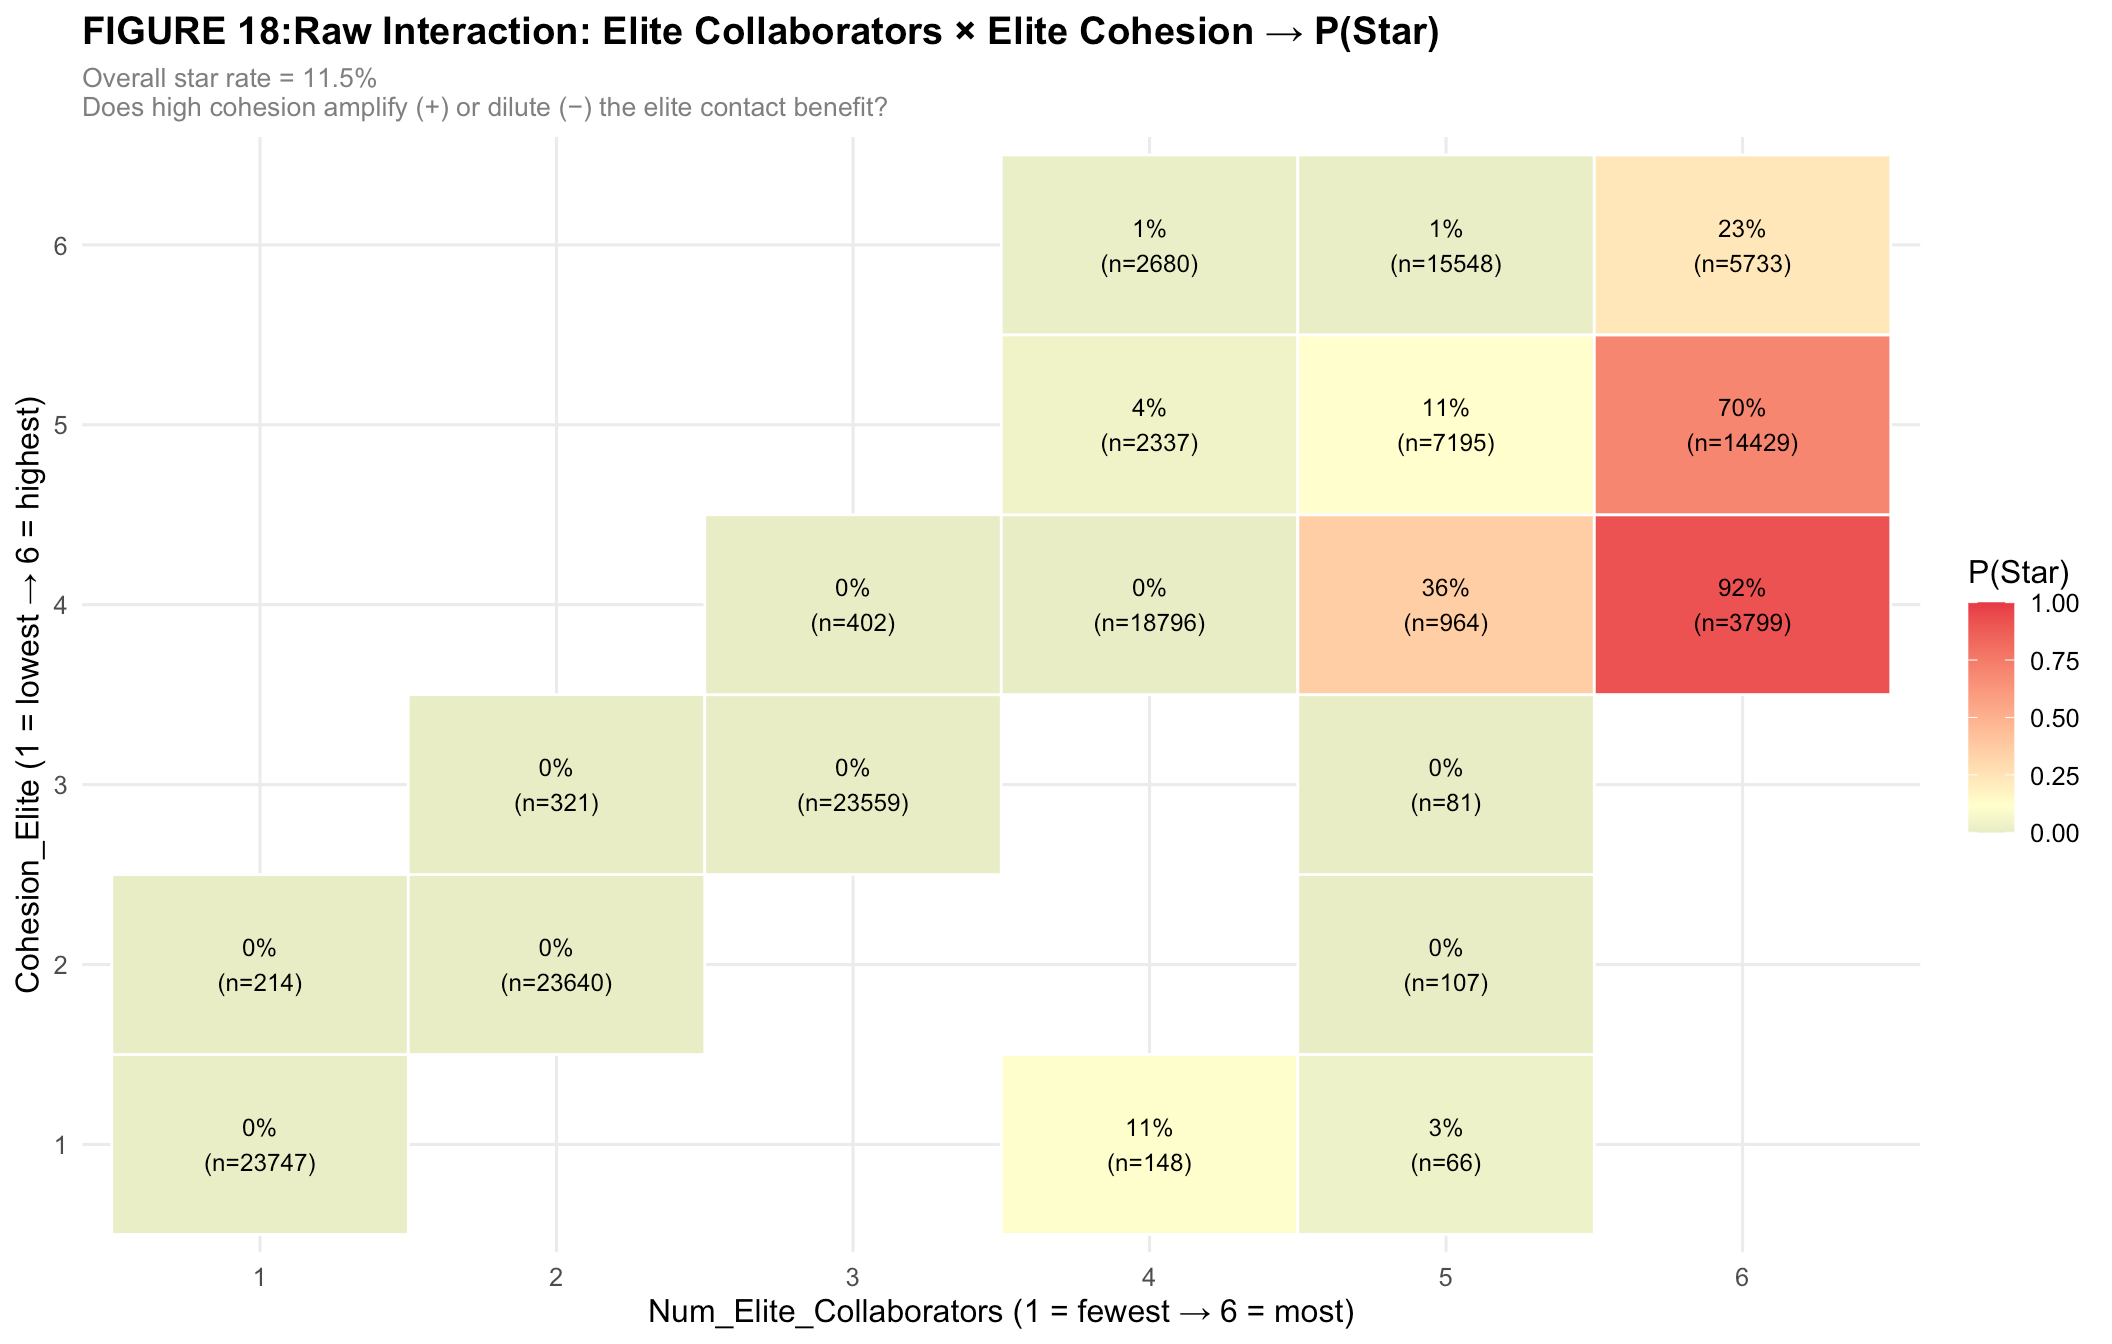 FIGURE 18:Raw Interaction: Elite Collaborators × Elite Cohesion → P(Star)
Overall star rate = 11.5%
Does high cohesion amplify (+) or dilute (−) the elite contact benefit?
Cohesion_Elite (1 = lowest → 6 = highest)
6
1%
(n=2680)
1%
(n=15548)
23%
(n=5733)
5
4%
(n=2337)
11%
(n=7195)
70%
(n=14429)
4
0%
(n=402)
0%
(n=18796)
36%
(n=964)
92%
(n=3799)
3
0%
(n=321)
0%
(n=23559)
0%
(n=81)
2
0%
(n=214)
0%
(n=23640)
0%
(n=107)
1
0%
(n=23747)
11%
(n=148)
3%
(n=66)
1
2
3
4
5
6
Num_Elite_Collaborators (1 = fewest → 6 = most)
P(Star)
1.00
0.75
0.50
0.25
0.00